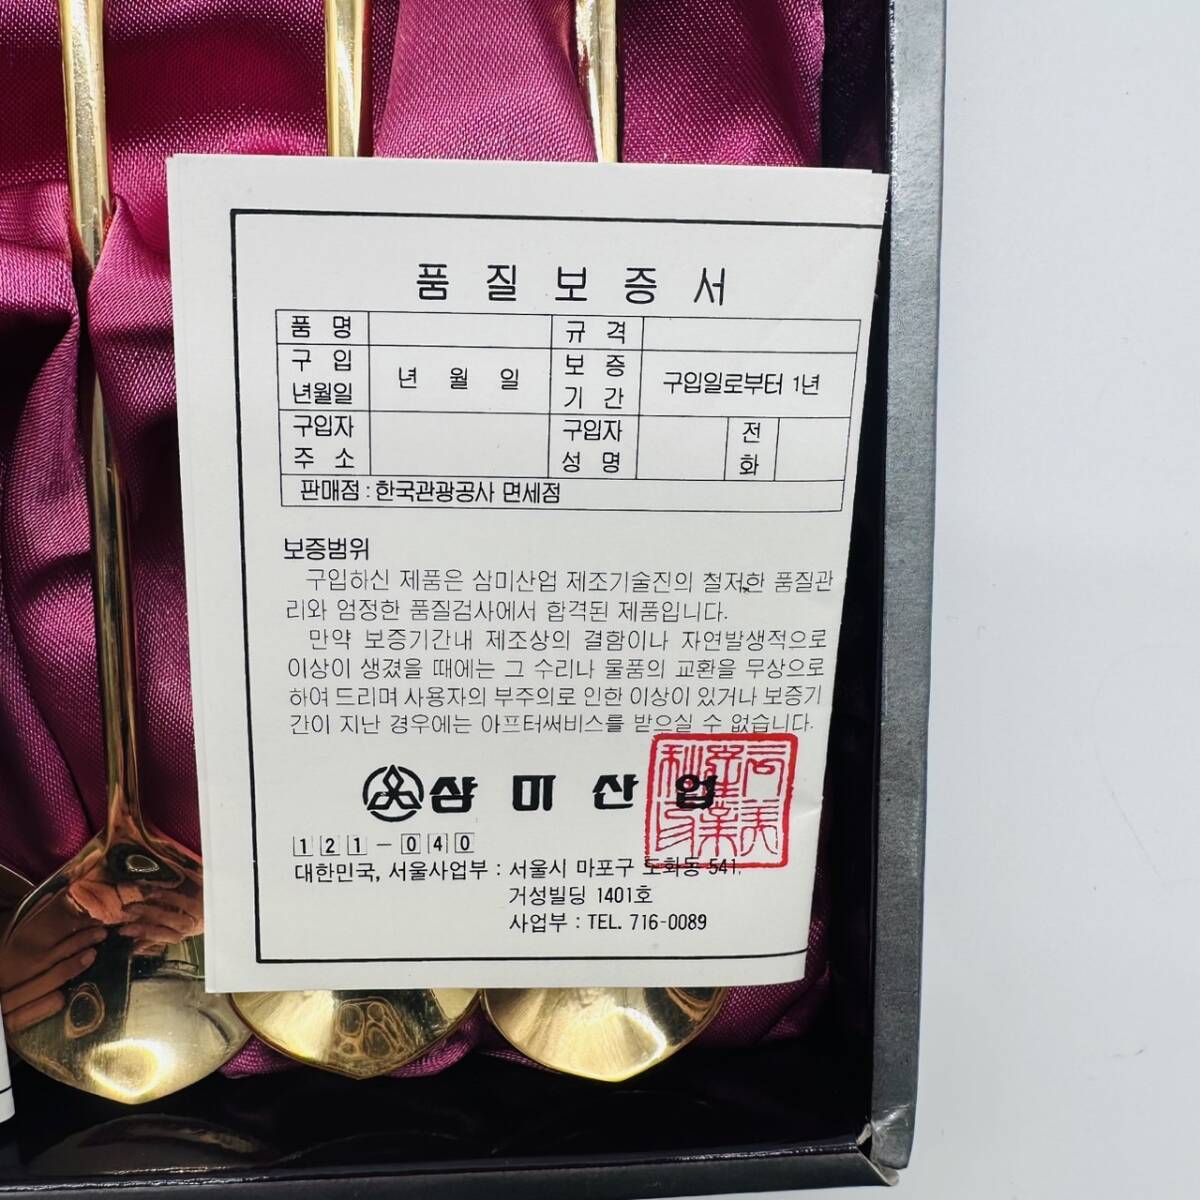 품 질 보 증 서
품 명 규 격
구 입 년월일 년 월 일 보 증 기 간 구입일로부터 1년
구입자 주 소 구입자 성 명 전 화
판매점 : 한국관광공사 면세점
보증범위
구입하신 제품은 삼미산업 제조기술진의 철저한 품질관
리와 엄정한 품질검사에서 합격된 제품입니다.
만약 보증기간내 제조상의 결함이나 자연발생적으로
이상이 생겼을 때에는 그 수리나 물품의 교환을 무상으로
하여 드리며 사용자의 부주의로 인한 이상이 있거나 보증기
간이 지난 경우에는 아프터써비스를 받으실 수 없습니다.
삼 미 산 업
121-040
대한민국, 서울사업부 : 서울시 마포구 도화동 541,
거성빌딩 1401호
사업부 : TEL. 716-0089